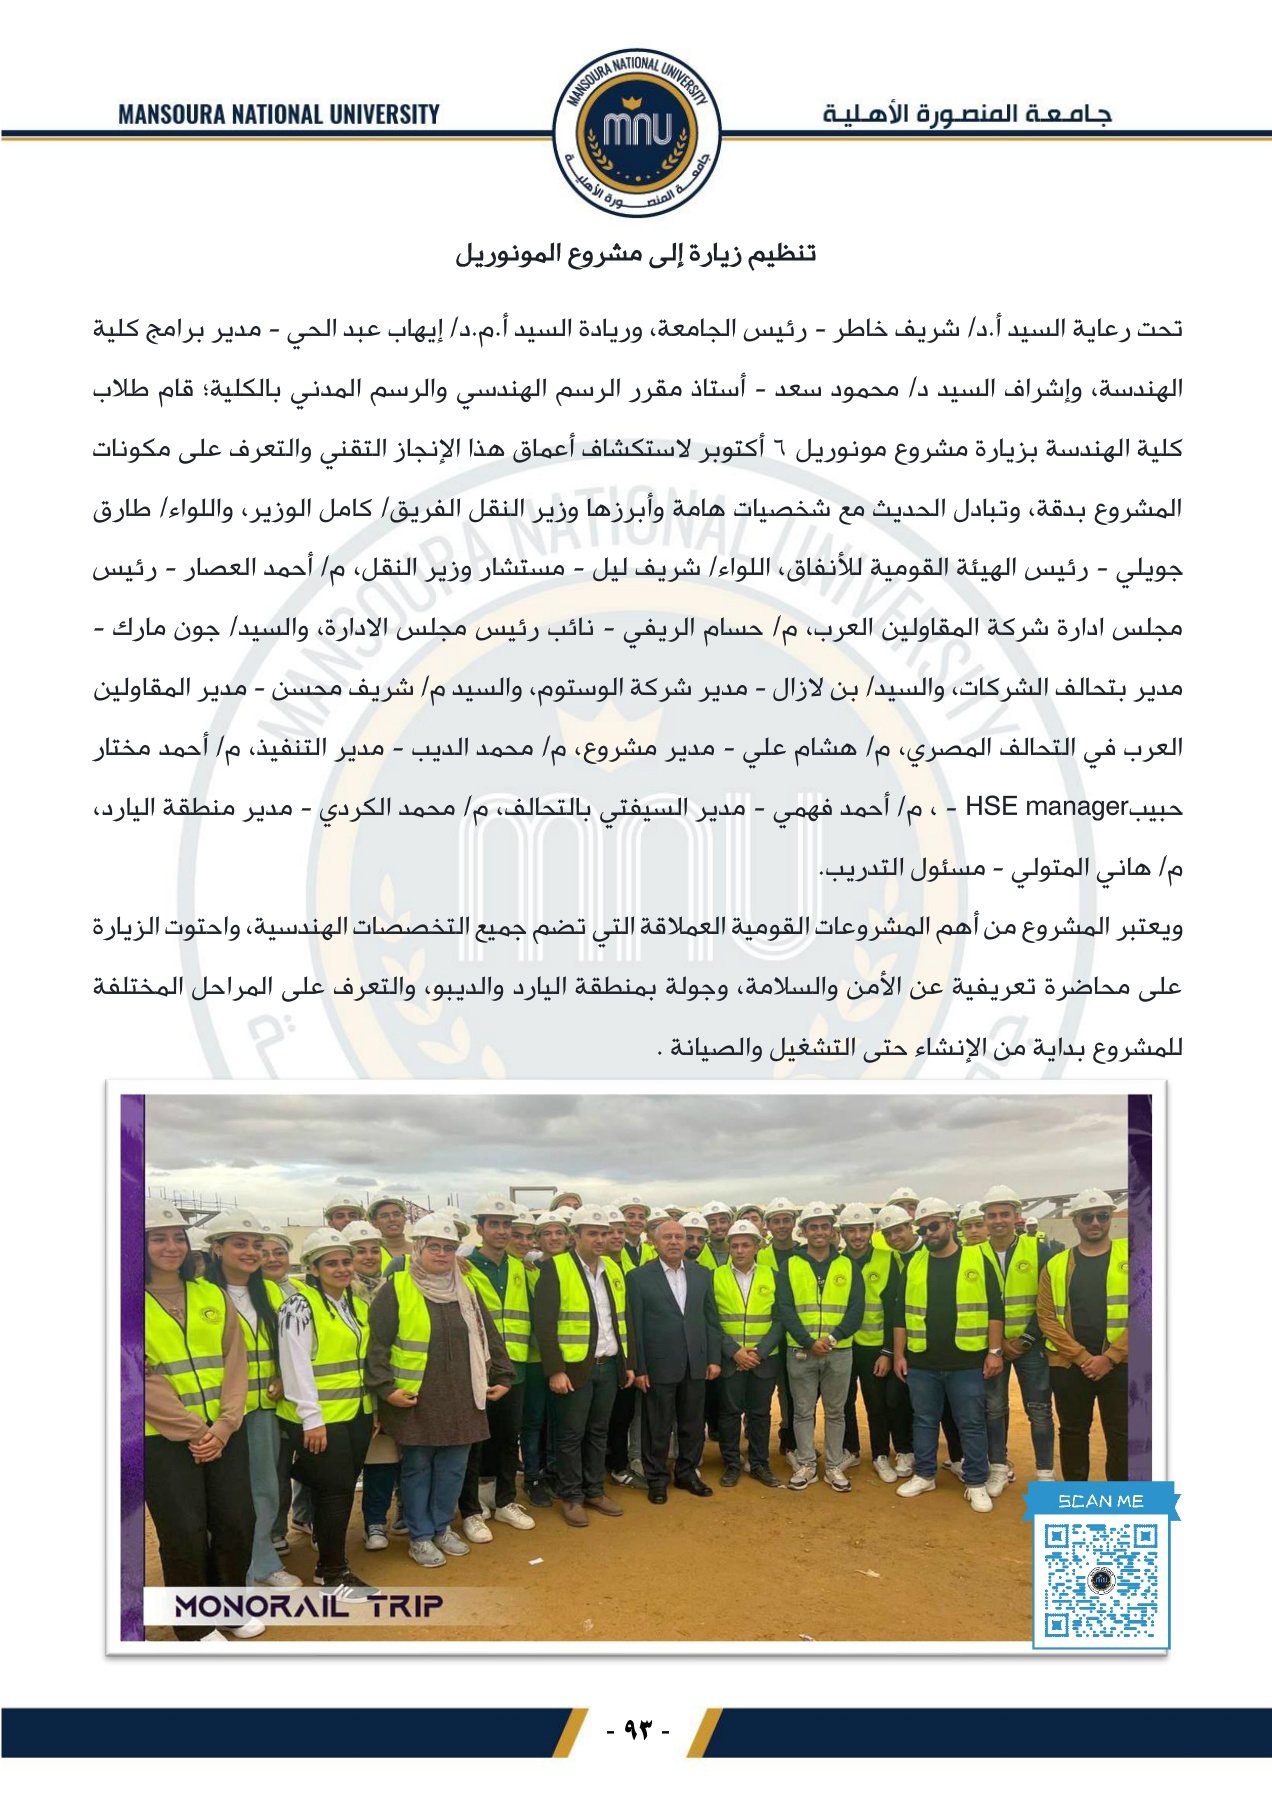 MANSOURA NATIONAL UNIVERSITY
جامعة المنصورة الأهلية
MANSOURA NATIONAL UNIVERSITY
mnu
جامعة المنصورة الأهلية
تنظيم زيارة إلى مشروع المونوريل
تحت رعاية السيد أ.د/ شريف خاطر - رئيس الجامعة، وريادة السيد أ.م.د/ إيهاب عبد الحي - مدير برامج كلية
الهندسة، وإشراف السيد د/ محمود سعد - أستاذ مقرر الرسم الهندسي والرسم المدني بالكلية؛ قام طلاب
كلية الهندسة بزيارة مشروع مونوريل ٦ أكتوبر لاستكشاف أعماق هذا الإنجاز التقني والتعرف على مكونات
المشروع بدقة، وتبادل الحديث مع شخصيات هامة وأبرزها وزير النقل الفريق/ كامل الوزير، واللواء/ طارق
جويلي - رئيس الهيئة القومية للأنفاق، اللواء/ شريف ليل - مستشار وزير النقل، م/ أحمد العصار - رئيس
مجلس ادارة شركة المقاولين العرب، م/ حسام الريفي - نائب رئيس مجلس الادارة، والسيد/ جون مارك -
مدير بتحالف الشركات، والسيد/ بن لازال - مدير شركة الوستوم، والسيد م/ شريف محسن - مدير المقاولين
العرب في التحالف المصري، م/ هشام علي - مدير مشروع، م/ محمد الديب - مدير التنفيذ، م/ أحمد مختار
حبيبHSE manager - ، م/ أحمد فهمي - مدير السيفتي بالتحالف، م/ محمد الكردي - مدير منطقة اليارد،
م/ هاني المتولي - مسئول التدريب.
ويعتبر المشروع من أهم المشروعات القومية العملاقة التي تضم جميع التخصصات الهندسية، واحتوت الزيارة
على محاضرة تعريفية عن الأمن والسلامة، وجولة بمنطقة اليارد والديبو، والتعرف على المراحل المختلفة
للمشروع بداية من الإنشاء حتى التشغيل والصيانة .
SCAN ME
MONORAIL TRIP
- ٩٣ -